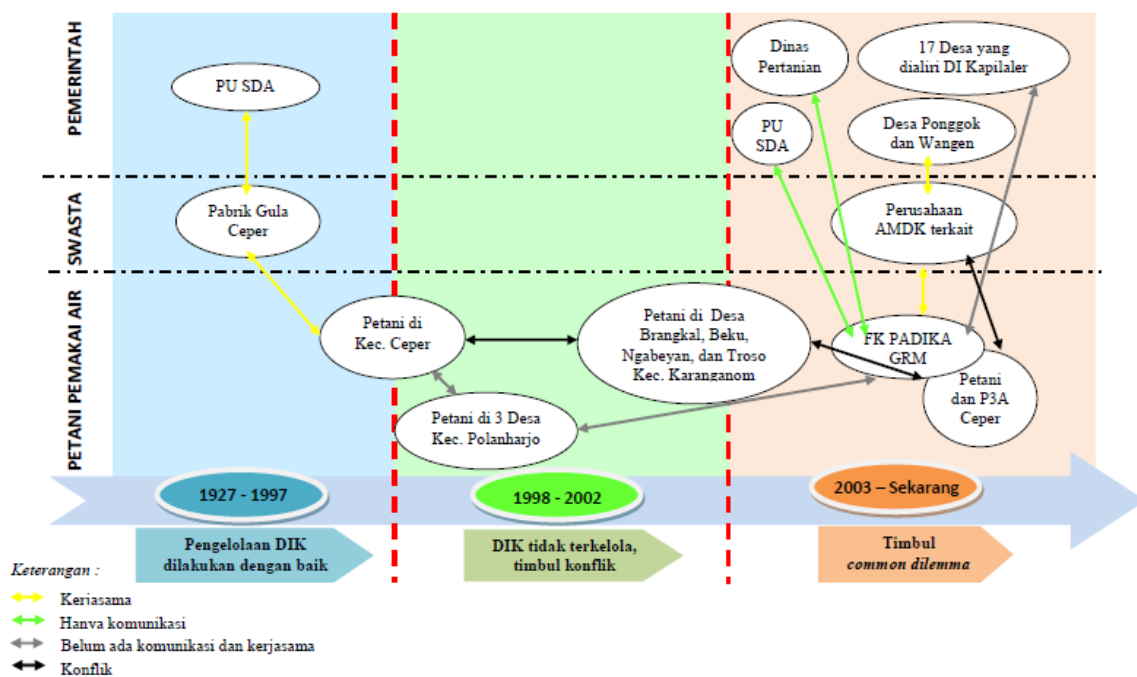 PEMERINTAH
SWASTA
PETANI PEMAKAI AIR
PU SDA
Pabrik Gula
Ceper
Petani di
Kec. Ceper
Petani di 3 Desa
Kec. Polanharjo
Petani di Desa
Brangkal, Beku,
Ngabeyan, dan Troso
Kec. Karanganom
Dinas
Pertanian
17 Desa yang
dialiri DI Kapilaler
PU
SDA
Desa Ponggok
dan Wangen
Perusahaan
AMDK terkait
FK PADIKA
GRM
Petani
dan P3A
Ceper
1927 - 1997
1998 - 2002
2003 – Sekarang
Pengelolaan DIK
dilakukan dengan baik
DIK tidak terkelola,
timbul konflik
Timbul
common dilemma
Keterangan :
Kerjasama
Hanya komunikasi
Belum ada komunikasi dan kerjasama
Konflik